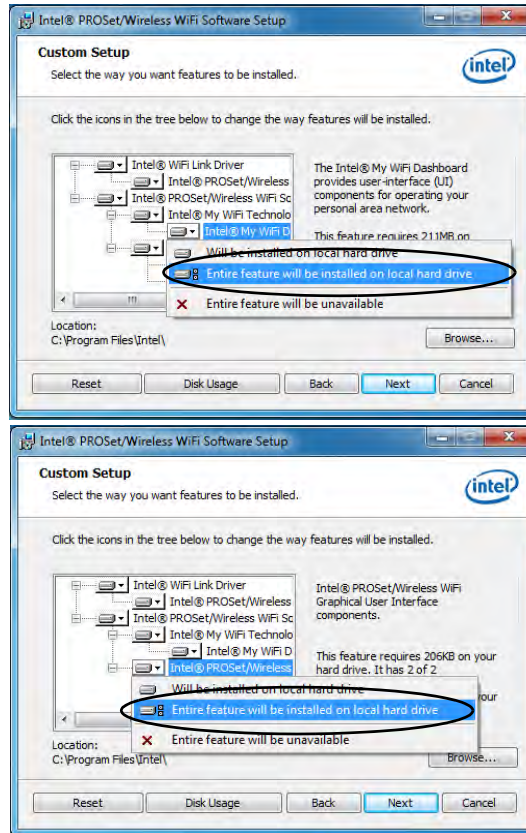 Intel® PROSet/Wireless WiFi Software Setup
Custom Setup
Select the way you want features to be installed.
intel
Click the icons in the tree below to change the way features will be installed.
Intel® WiFi Link Driver
Intel® PROSet/Wireless
Intel® PROSet/Wireless WiFi Sc
Intel® My WiFi Technolo
Intel® My WiFi D
The Intel® My WiFi Dashboard
provides user-interface (UI)
components for operating your
personal area network.
This feature requires 211MB on
Will be installed on local hard drive
Entire feature will be installed on local hard drive
Entire feature will be unavailable
Location:
C:\Program Files\Intel\
Browse...
Reset Disk Usage Back Next Cancel
Intel® PROSet/Wireless WiFi Software Setup
Custom Setup
Select the way you want features to be installed.
intel
Click the icons in the tree below to change the way features will be installed.
Intel® WiFi Link Driver
Intel® PROSet/Wireless
Intel® PROSet/Wireless WiFi Sc
Intel® My WiFi Technolo
Intel® My WiFi D
Intel® PROSet/Wireless
Intel® PROSet/Wireless WiFi
Graphical User Interface
components.
This feature requires 206KB on your
hard drive. It has 2 of 2
your
Will be installed on local hard drive
Entire feature will be installed on local hard drive
Entire feature will be unavailable
Location:
C:\Program Files\Intel\
Browse...
Reset Disk Usage Back Next Cancel